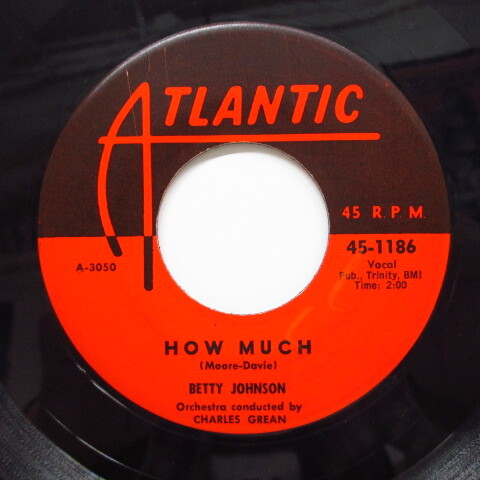 ATLANTIC
45 R.P.M.
45-1186
A-3050
Vocal
Pub., Trinity, BMI
Time: 2:00
HOW MUCH
(Moore-Davie)
BETTY JOHNSON
Orchestra conducted by
CHARLES GREAN